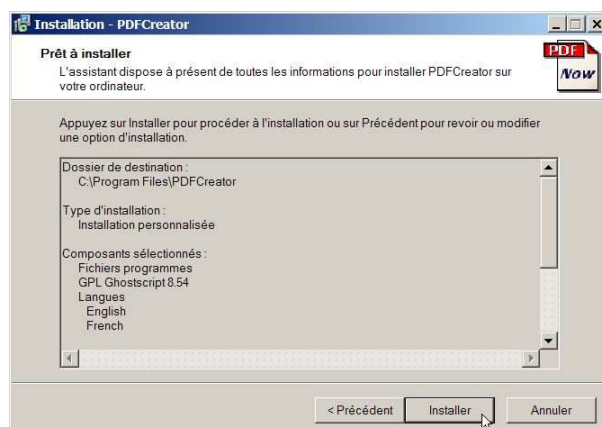 Installation - PDFCreator
Prêt à installer
L'assistant dispose à présent de toutes les informations pour installer PDFCreator sur
votre ordinateur.
PDF
Now
Appuyez sur Installer pour procéder à l'installation ou sur Précédent pour revoir ou modifier
une option d'installation.
Dossier de destination :
C:\Program Files\PDFCreator
Type d'installation :
Installation personnalisée
Composants sélectionnés :
Fichiers programmes
GPL Ghostscript 8.54
Langues
English
French
< Précédent
Installer
Annuler